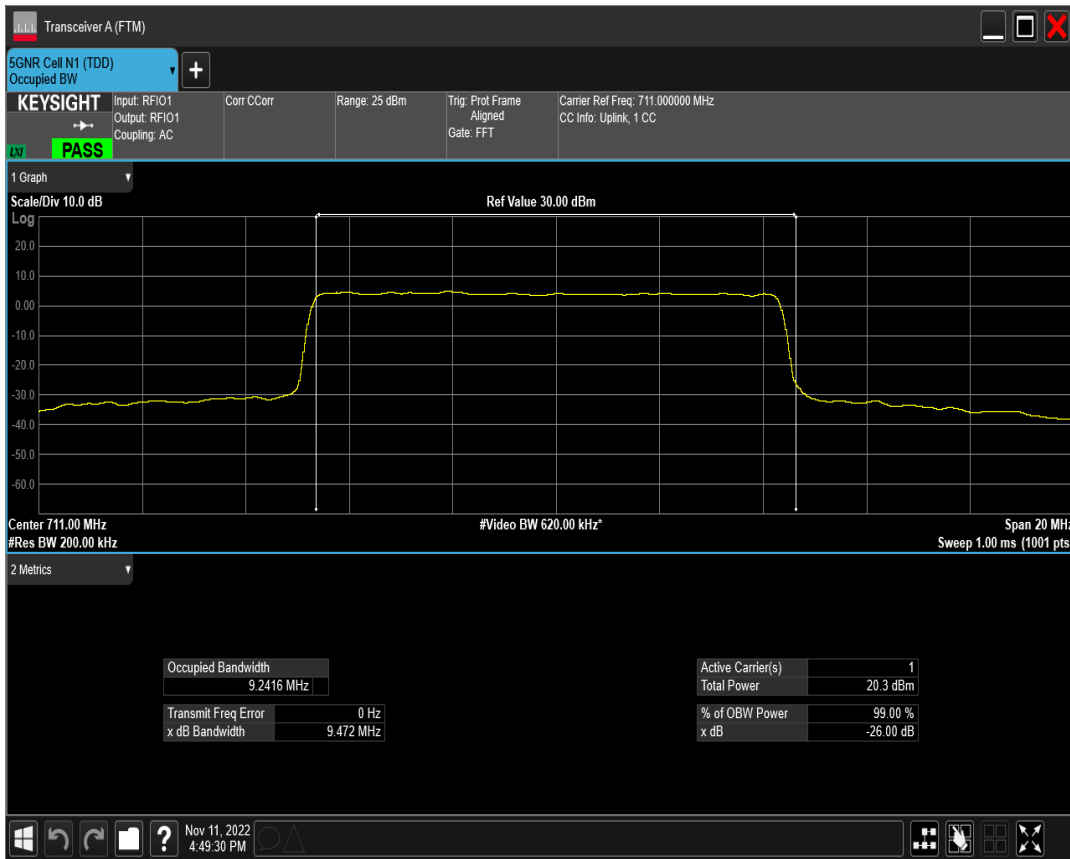 Transceiver A (FTM)
5GNR Cell N1 (TDD)
Occupied BW
+
KEYSIGHT
LXI
PASS
Input: RFIO1
Output: RFIO1
Coupling: AC
Corr CCorr
Range: 25 dBm
Trig: Prot Frame
Aligned
Gate: FFT
Carrier Ref Freq: 711.000000 MHz
CC Info: Uplink, 1 CC
1 Graph
Scale/Div 10.0 dB
Ref Value 30.00 dBm
Log
20.0
10.0
0.00
-10.0
-20.0
-30.0
-40.0
-50.0
-60.0
Center 711.00 MHz
#Video BW 620.00 kHz*
Span 20 MHz
#Res BW 200.00 kHz
Sweep 1.00 ms (1001 pts
2 Metrics
Occupied Bandwidth
9.2416 MHz
Transmit Freq Error 0 Hz
x dB Bandwidth 9.472 MHz
Active Carrier(s) 1
Total Power 20.3 dBm
% of OBW Power 99.00 %
x dB -26.00 dB
?
Nov 11, 2022
4:49:30 PM